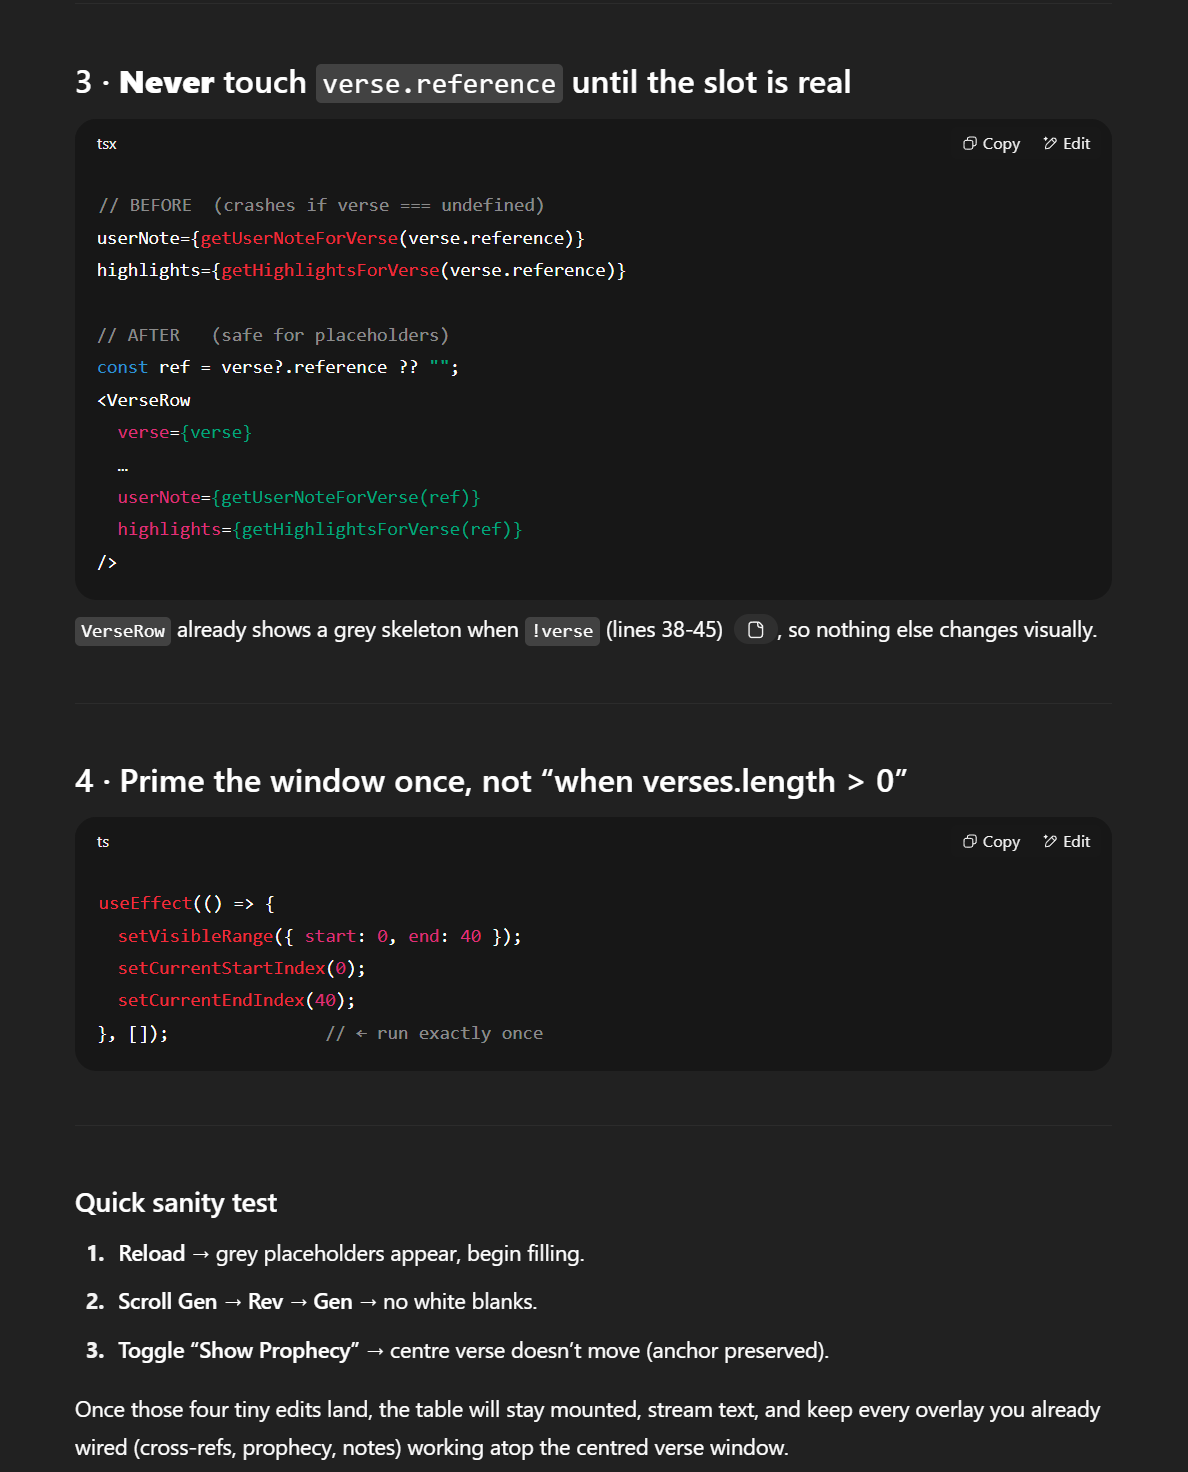 3 · Never touch verse.reference until the slot is real
tsx
Copy
Edit
// BEFORE  (crashes if verse === undefined)
userNote={getUserNoteForVerse(verse.reference)}
highlights={getHighlightsForVerse(verse.reference)}
// AFTER   (safe for placeholders)
const ref = verse?.reference ?? "";
<VerseRow
  verse={verse}
  …
  userNote={getUserNoteForVerse(ref)}
  highlights={getHighlightsForVerse(ref)}
/>
VerseRow already shows a grey skeleton when !verse (lines 38-45) , so nothing else changes visually.
4 · Prime the window once, not “when verses.length > 0”
ts
Copy
Edit
useEffect(() => {
  setVisibleRange({ start: 0, end: 40 });
  setCurrentStartIndex(0);
  setCurrentEndIndex(40);
}, []);               // ← run exactly once
Quick sanity test
1. Reload → grey placeholders appear, begin filling.
2. Scroll Gen → Rev → Gen → no white blanks.
3. Toggle “Show Prophecy” → centre verse doesn’t move (anchor preserved).
Once those four tiny edits land, the table will stay mounted, stream text, and keep every overlay you already
wired (cross-refs, prophecy, notes) working atop the centred verse window.